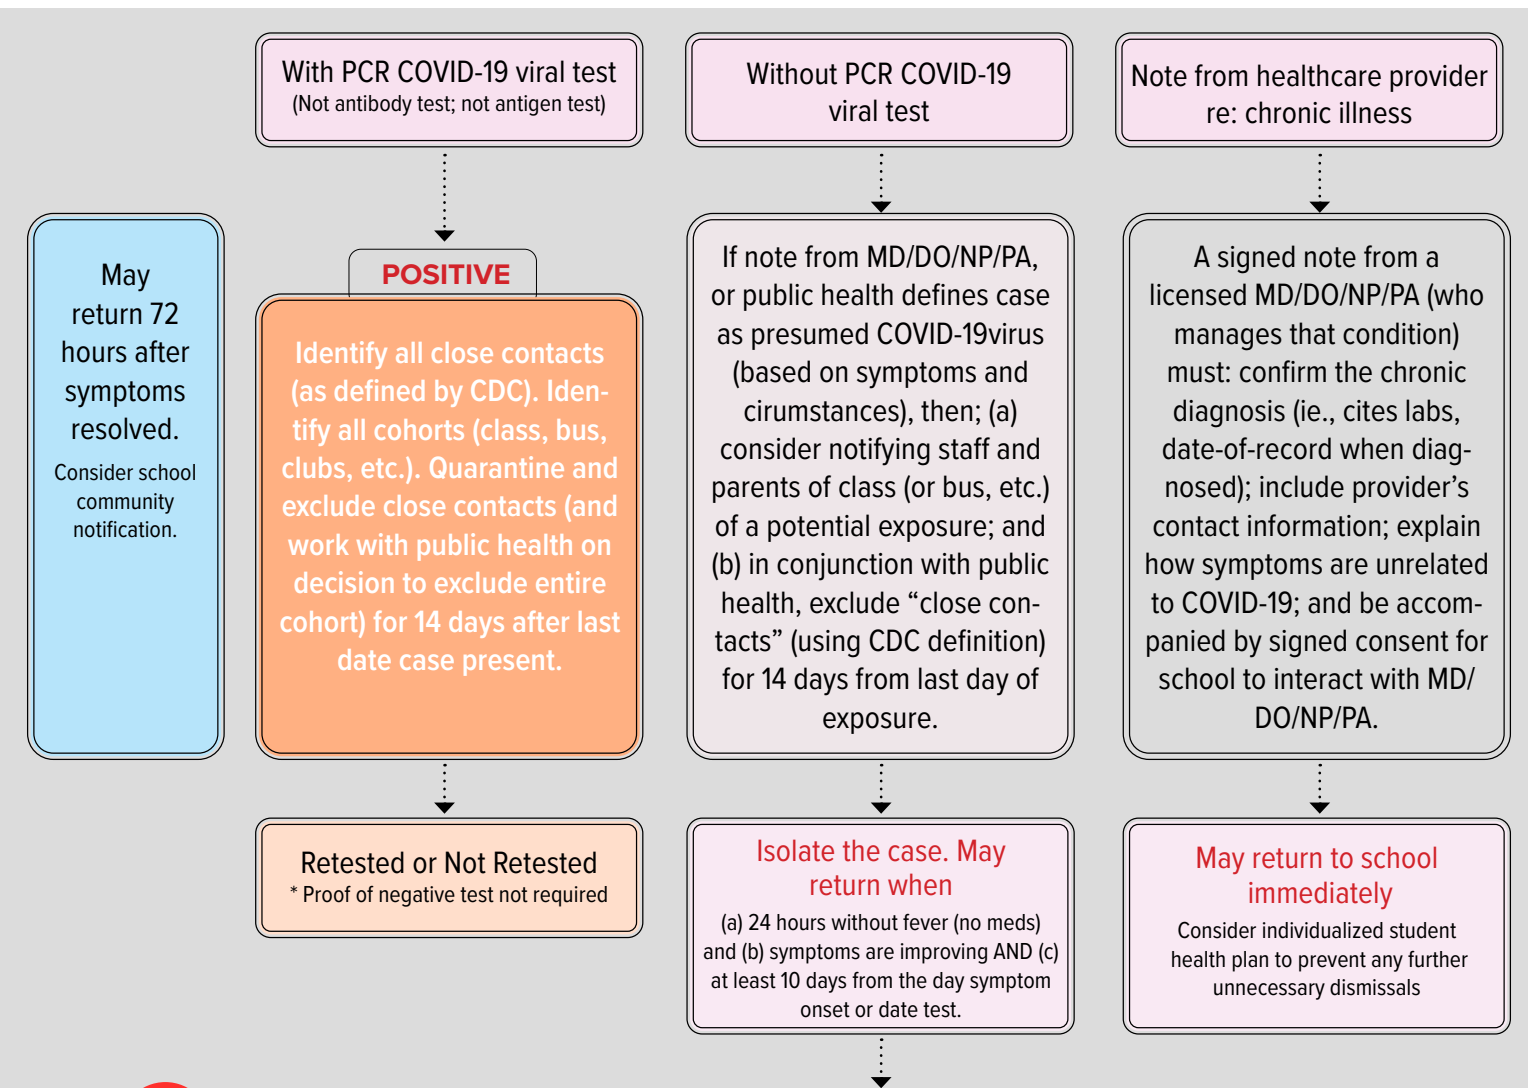 With PCR COVID-19 viral test
(Not antibody test; not antigen test)
Without PCR COVID-19
viral test
Note from healthcare provider
re: chronic illness
May
return 72
hours after
symptoms
resolved.
Consider school
community
notification.
POSITIVE
Identify all close contacts
(as defined by CDC). Iden-
tify all cohorts (class, bus,
clubs, etc.). Quarantine and
exclude close contacts (and
work with public health on
decision to exclude entire
cohort) for 14 days after last
date case present.
If note from MD/DO/NP/PA,
or public health defines case
as presumed COVID-19virus
(based on symptoms and
cirumstances), then; (a)
consider notifying staff and
parents of class (or bus, etc.)
of a potential exposure; and
(b) in conjunction with public
health, exclude “close con-
tacts” (using CDC definition)
for 14 days from last day of
exposure.
A signed note from a
licensed MD/DO/NP/PA (who
manages that condition)
must: confirm the chronic
diagnosis (ie., cites labs,
date-of-record when diag-
nosed); include provider’s
contact information; explain
how symptoms are unrelated
to COVID-19; and be accom-
panied by signed consent for
school to interact with MD/
DO/NP/PA.
Retested or Not Retested
* Proof of negative test not required
Isolate the case. May
return when
(a) 24 hours without fever (no meds)
and (b) symptoms are improving AND (c)
at least 10 days from the day symptom
onset or date test.
May return to school
immediately
Consider individualized student
health plan to prevent any further
unnecessary dismissals